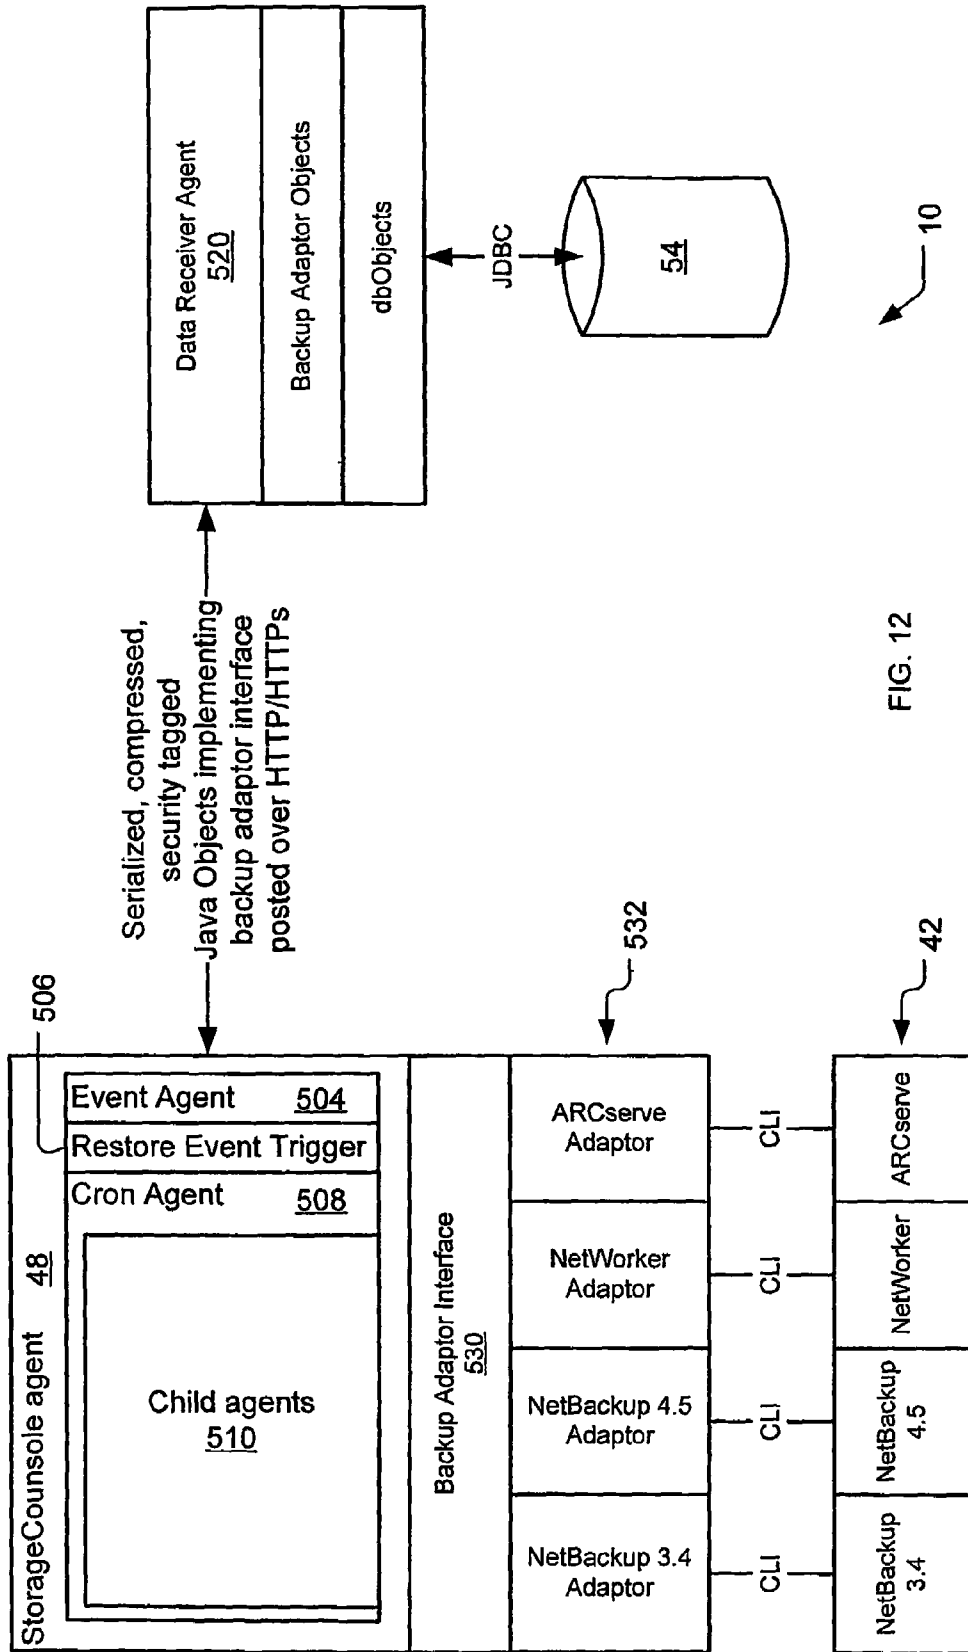 StorageCounsole agent
48
506
Event Agent 504
Restore Event Trigger
Cron Agent 508
Child agents
510
Backup Adaptor Interface
530
NetBackup 3.4
Adaptor
NetBackup 4.5
Adaptor
NetWorker
Adaptor
ARCserve
Adaptor
532
CLI
CLI
CLI
CLI
NetBackup
3.4
NetBackup
4.5
NetWorker
ARCserve
42
Serialized, compressed,
security tagged
Java Objects implementing
backup adaptor interface
posted over HTTP/HTTPs
Data Receiver Agent
520
Backup Adaptor Objects
dbObjects
JDBC
54
10
FIG. 12